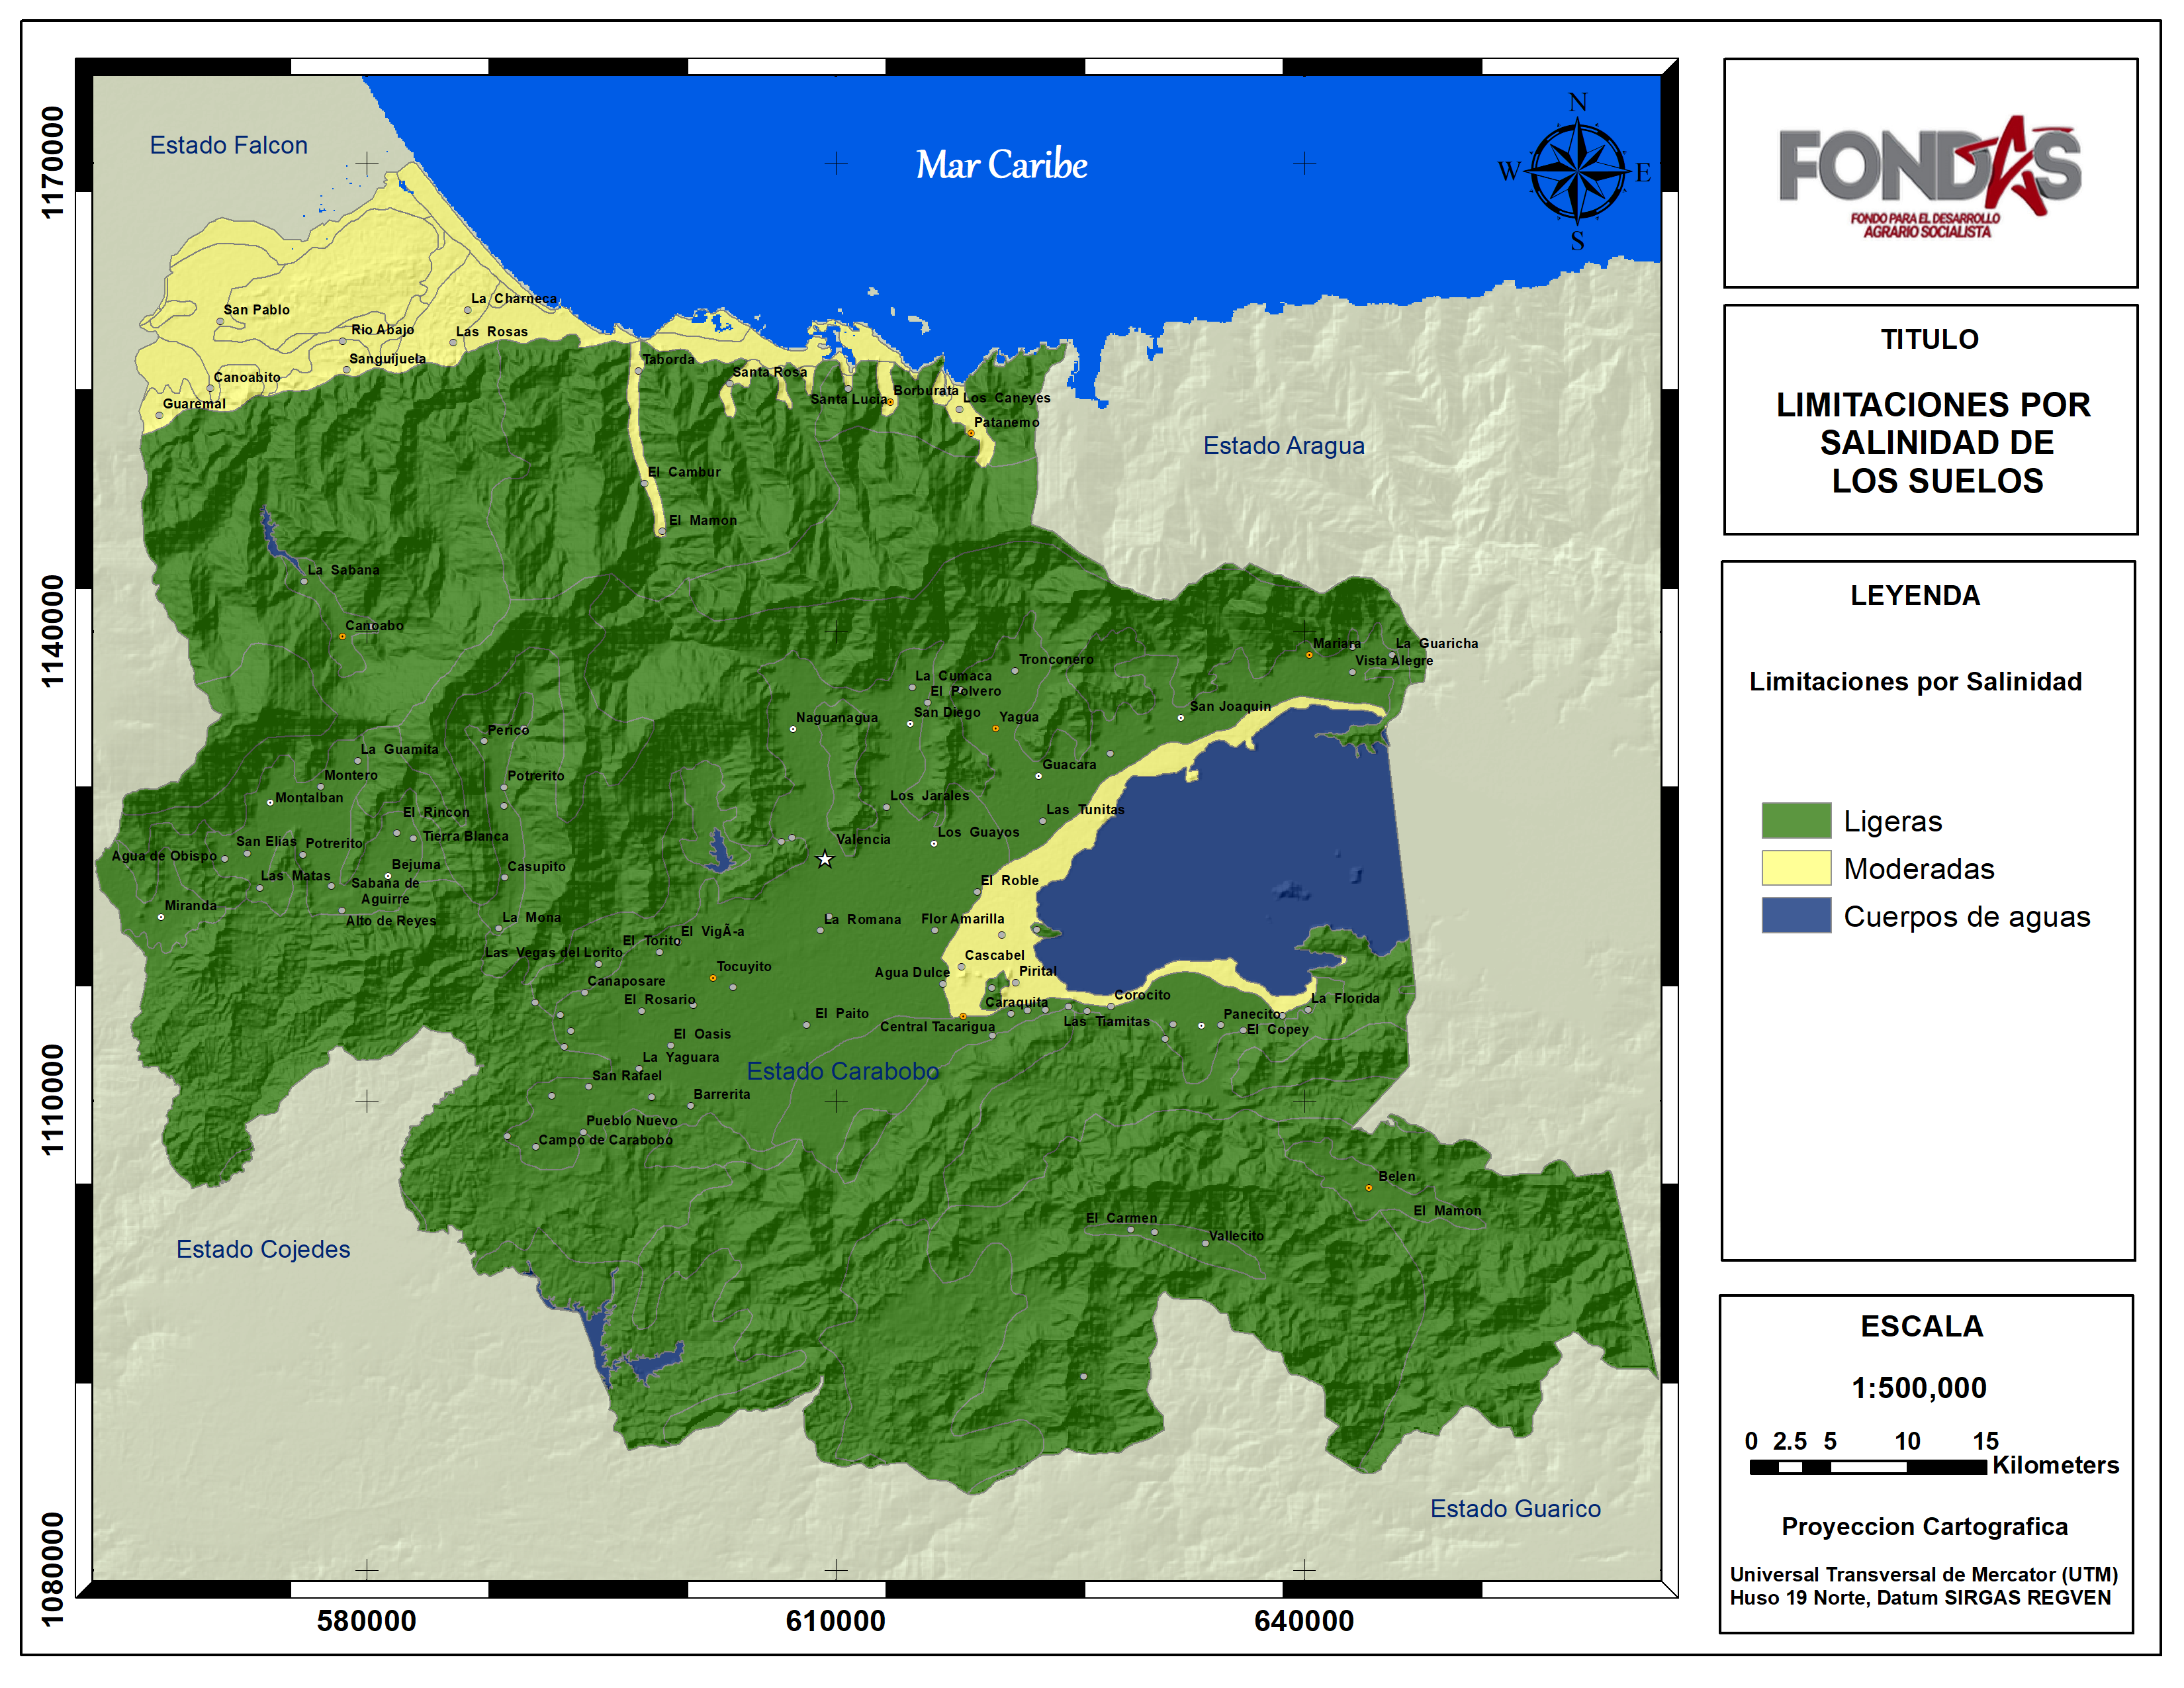 Estado Falcon
Mar Caribe
N
W
E
S
Estado Aragua
La Charneca
San Pablo
Rio Abajo
Las Rosas
Sanguijuela
Taborda
Canoabito
Santa Rosa
Guaremal
Santa Lucia
Borburata
Los Caneyes
Patanemo
El Cambur
El Mamon
La Sabana
Canoabo
Mariara
La Guaricha
Vista Alegre
Tronconero
La Cumaca
El Polvero
San Joaquin
San Diego
Yagua
Naguanagua
Perico
La Guamita
Guacara
Montero
Potrerito
Montalban
Los Jarales
Las Tunitas
El Rincon
Tierra Blanca
Valencia
Los Guayos
San Elias
Potrerito
Agua de Obispo
Bejuma
Casupito
Las Matas
Sabana de
Aguirre
El Roble
Miranda
Alto de Reyes
La Mona
La Romana
Flor Amarilla
El VigÃ-a
El Torito
Las Vegas del Lorito
Cascabel
Tocuyito
Agua Dulce
Pirital
Canaposare
El Rosario
Caraquita
Corocito
La Florida
El Paito
Central Tacarigua
Las Tiamitas
Panecito
El Copey
El Oasis
La Yaguara
Estado Carabobo
San Rafael
Barrerita
Pueblo Nuevo
Campo de Carabobo
Belen
El Mamon
El Carmen
Vallecito
Estado Cojedes
Estado Guarico
1170000
1140000
1110000
1080000
580000
610000
640000
FONDAS
FONDO PARA EL DESARROLLO
AGRARIO SOCIALISTA
TITULO
LIMITACIONES POR
SALINIDAD DE
LOS SUELOS
LEYENDA
Limitaciones por Salinidad
Ligeras
Moderadas
Cuerpos de aguas
ESCALA
1:500,000
0 2.5 5 10 15
Kilometers
Proyeccion Cartografica
Universal Transversal de Mercator (UTM)
Huso 19 Norte, Datum SIRGAS REGVEN